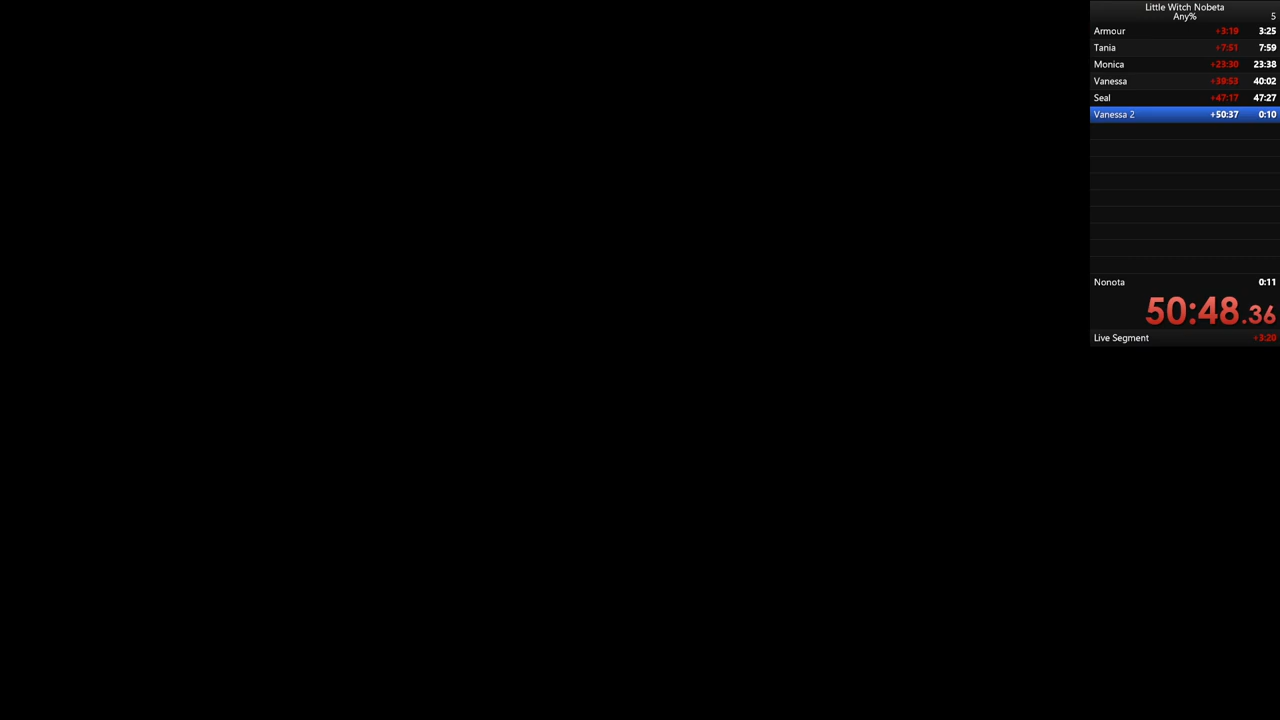 Little Witch Nobeta
Any% 5
Armour +3:19 3:25
Tania +7:51 7:59
Monica +23:30 23:38
Vanessa +39:53 40:02
Seal +47:17 47:27
Vanessa 2 +50:37 0:10
Nonota 0:11
50:48.36
Live Segment +3:20